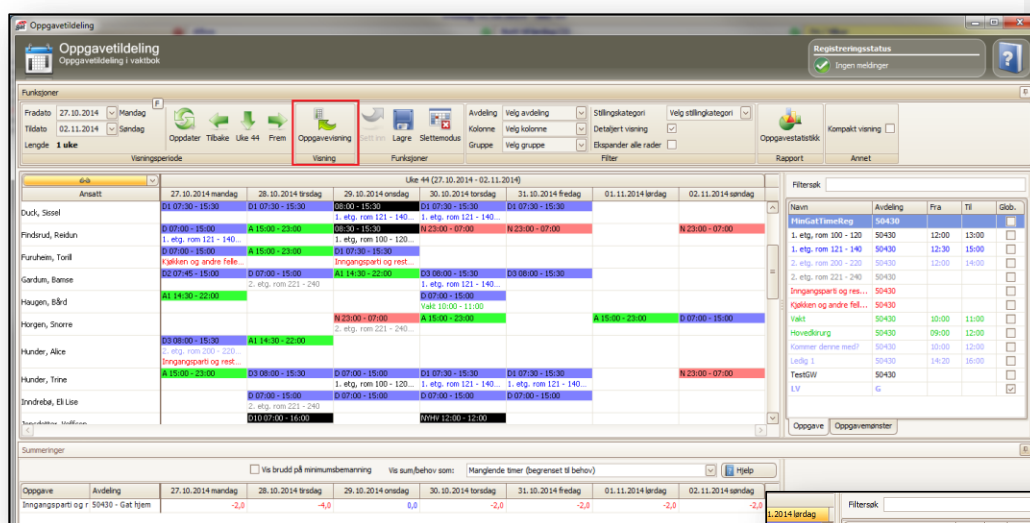 Oppgavetildeling
Oppgavetildeling
Oppgavetildeling i vaktbok
Registreringsstatus
Ingen meldinger
Funksjoner
Fradato 27.10.2014 Mandag
Tildato 02.11.2014 Søndag
Lengde 1 uke
F
Oppdater Tilbake Uke 44 Frem
Visningsperiode
Oppgavevisning
Visning
Sett inn Lagre Slettemodus
Funksjoner
Avdeling Velg avdeling Stillingskategori Velg stillingkategori
Kolonne Velg kolonne Detaljert visning
Gruppe Velg gruppe Ekspander alle rader
Filter
Oppgavestatistikk
Rapport
Kompakt visning
Annet
Uke 44 (27.10.2014 - 02.11.2014)
Ansatt 27.10.2014 mandag 28.10.2014 tirsdag 29.10.2014 onsdag 30.10.2014 torsdag 31.10.2014 fredag 01.11.2014 lørdag 02.11.2014 søndag
Duck, Sissel D1 07:30 - 15:30 D1 07:30 - 15:30 08:00 - 15:30 D1 07:30 - 15:30 D1 07:30 - 15:30
1. etg. rom 121 - 140... 1. etg. rom 121 - 140...
Findsrud, Reidun D 07:00 - 15:00 A 15:00 - 23:00 08:30 - 15:30 N 23:00 - 07:00 N 23:00 - 07:00 N 23:00 - 07:00
1. etg. rom 121 - 140... 1. etg, rom 100 - 120...
Furuheim, Torill D 07:00 - 15:00 A 15:00 - 23:00 D1 07:30 - 15:30
Kjøkken og andre felle... Inngangsparti og rest...
Gardum, Bamse D2 07:45 - 15:00 D 07:00 - 15:00 A1 14:30 - 22:00 D3 08:00 - 15:30 D3 08:00 - 15:30
2. etg. rom 221 - 240 1. etg. rom 121 - 140...
Haugen, Bård A1 14:30 - 22:00 D 07:00 - 15:00
Vakt 10:00 - 11:00
Horgen, Snorre N 23:00 - 07:00 A 15:00 - 23:00 A 15:00 - 23:00 D 07:00 - 15:00
2. etg. rom 221 - 240...
Hunder, Alice D3 08:00 - 15:30 A1 14:30 - 22:00
2. etg. rom 200 - 220...
Inngangsparti og rest...
Hunder, Trine A 15:00 - 23:00 D3 08:00 - 15:30 D 07:00 - 15:00 D1 07:30 - 15:30 D1 07:30 - 15:30 N 23:00 - 07:00
1. etg, rom 100 - 120... 1. etg. rom 121 - 140... 1. etg. rom 121 - 140...
Inndrebø, Eli Lise D 07:00 - 15:00 D 07:00 - 15:00 D 07:00 - 15:00 D 07:00 - 15:00
2. etg. rom 221 - 240
D10 07:00 - 16:00 NYHV 12:00 - 12:00
Filtersøk
Navn Avdeling Fra Til Glob.
MinGatTimeReg 50430
1. etg, rom 100 - 120 50430 12:00 13:00
1. etg. rom 121 - 140 50430 12:30 15:00
2. etg. rom 200 - 220 50430 12:00 14:00
2. etg. rom 221 - 240 50430
Inngangsparti og res... 50430
Kjøkken og andre fell... 50430
Vakt 50430 10:00 11:00
Hovedkirurg 50430 09:00 12:00
Kommer denne med? 50430 10:00 12:00
Ledig 1 50430 14:20 16:00
TestGW 50430
LV G
Oppgave Oppgavemønster
Summeringer
Vis brudd på minimumsbemanning Vis sum/behov som: Manglende timer (begrenset til behov) Hjelp
Oppgave Avdeling 27.10.2014 mandag 28.10.2014 tirsdag 29.10.2014 onsdag 30.10.2014 torsdag 31.10.2014 fredag 01.11.2014 lørdag 02.11.2014 søndag
Inngangsparti og r 50430 - Gat hjem -2,0 -4,0 0,0 -2,0 -2,0 -2,0 -2,0
1.2014 lørdag
Filtersøk